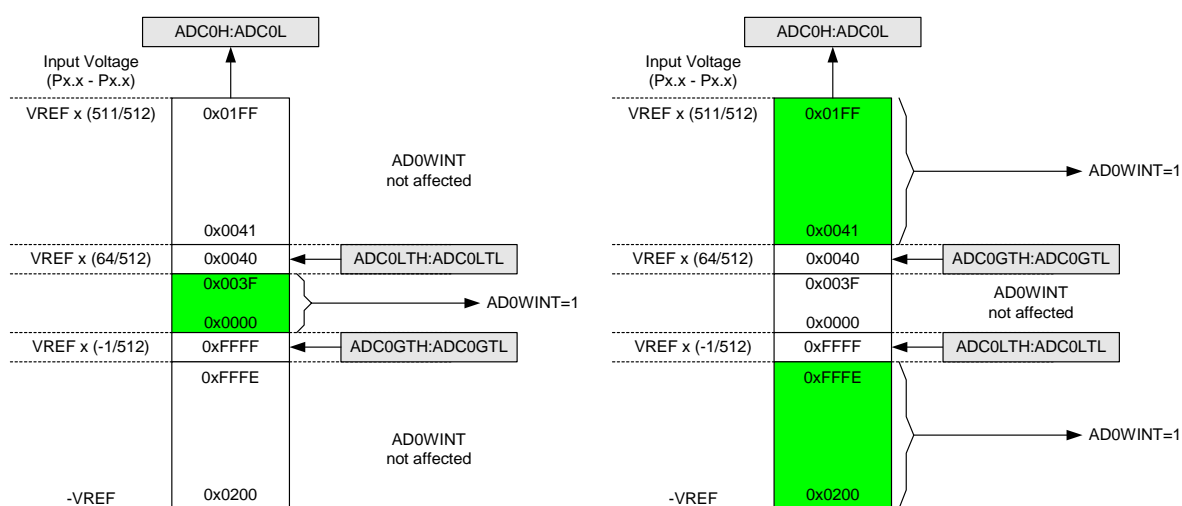 ADC0H:ADC0L
Input Voltage
(Px.x - Px.x)
VREF x (511/512)
0x01FF
AD0WINT
not affected
0x0041
VREF x (64/512)
0x0040
ADC0LTH:ADC0LTL
0x003F
AD0WINT=1
0x0000
VREF x (-1/512)
0xFFFF
ADC0GTH:ADC0GTL
0xFFFE
AD0WINT
not affected
-VREF
0x0200
ADC0H:ADC0L
Input Voltage
(Px.x - Px.x)
VREF x (511/512)
0x01FF
AD0WINT=1
0x0041
VREF x (64/512)
0x0040
ADC0GTH:ADC0GTL
0x003F
AD0WINT
not affected
0x0000
VREF x (-1/512)
0xFFFF
ADC0LTH:ADC0LTL
0xFFFE
AD0WINT=1
-VREF
0x0200